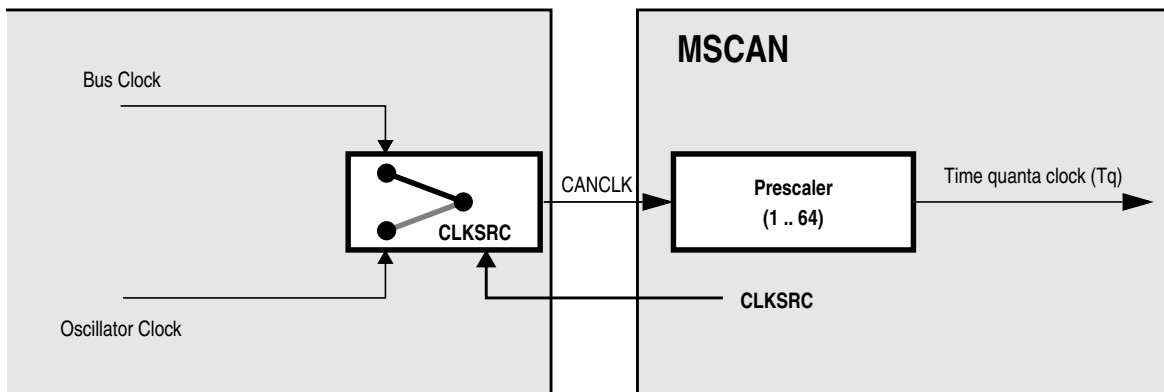 MSCAN
Bus Clock
CANCLK
Prescaler
(1 .. 64)
Time quanta clock (Tq)
CLKSRC
CLKSRC
Oscillator Clock